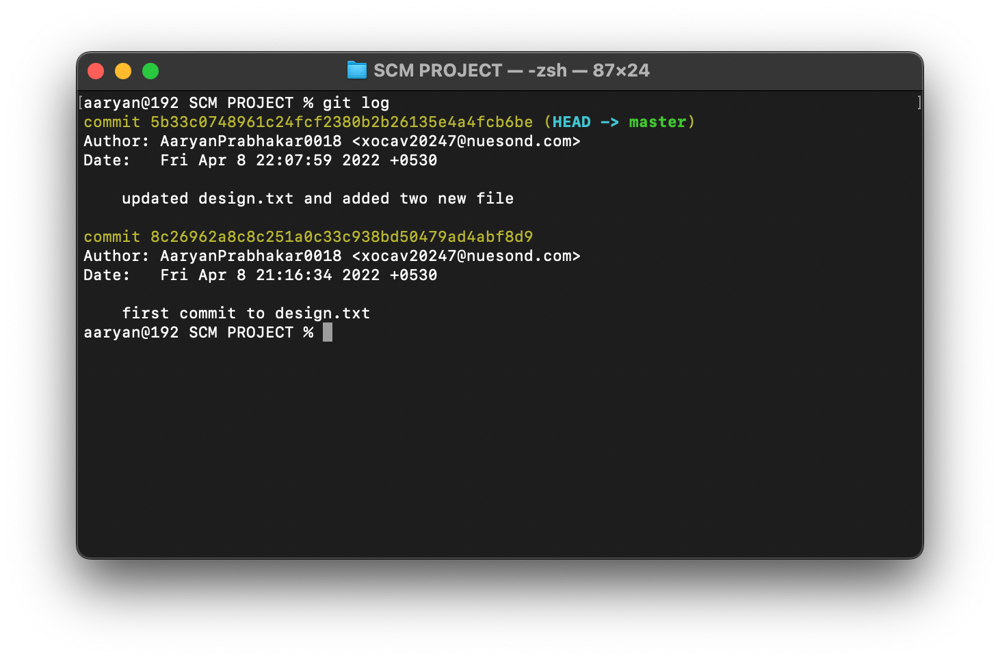 SCM PROJECT — -zsh — 87×24
[aaryan@192 SCM PROJECT % git log ]
commit 5b33c0748961c24fcf2380b2b26135e4a4fcb6be (HEAD -> master)
Author: AaryanPrabhakar0018 <xocav20247@nuesond.com>
Date:   Fri Apr 8 22:07:59 2022 +0530
    updated design.txt and added two new file
commit 8c26962a8c8c251a0c33c938bd50479ad4abf8d9
Author: AaryanPrabhakar0018 <xocav20247@nuesond.com>
Date:   Fri Apr 8 21:16:34 2022 +0530
    first commit to design.txt
aaryan@192 SCM PROJECT %